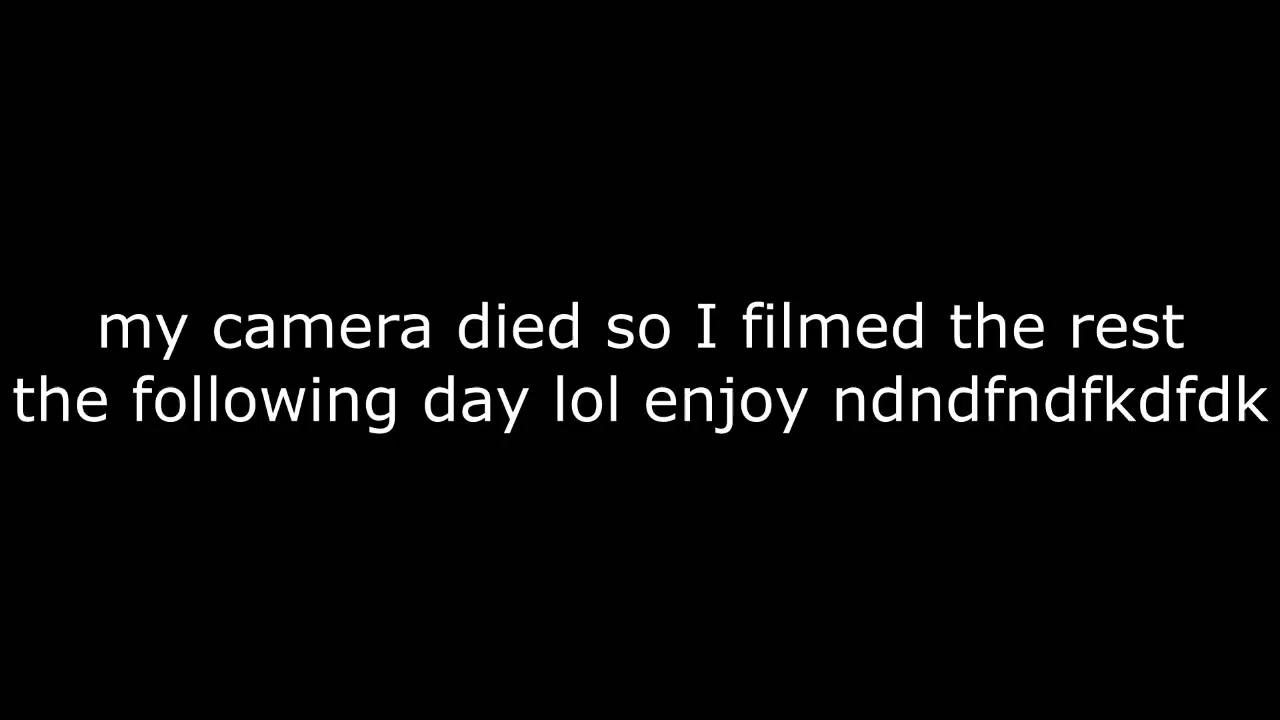 my camera died so I filmed the rest
the following day lol enjoy ndndfndfkdfdk